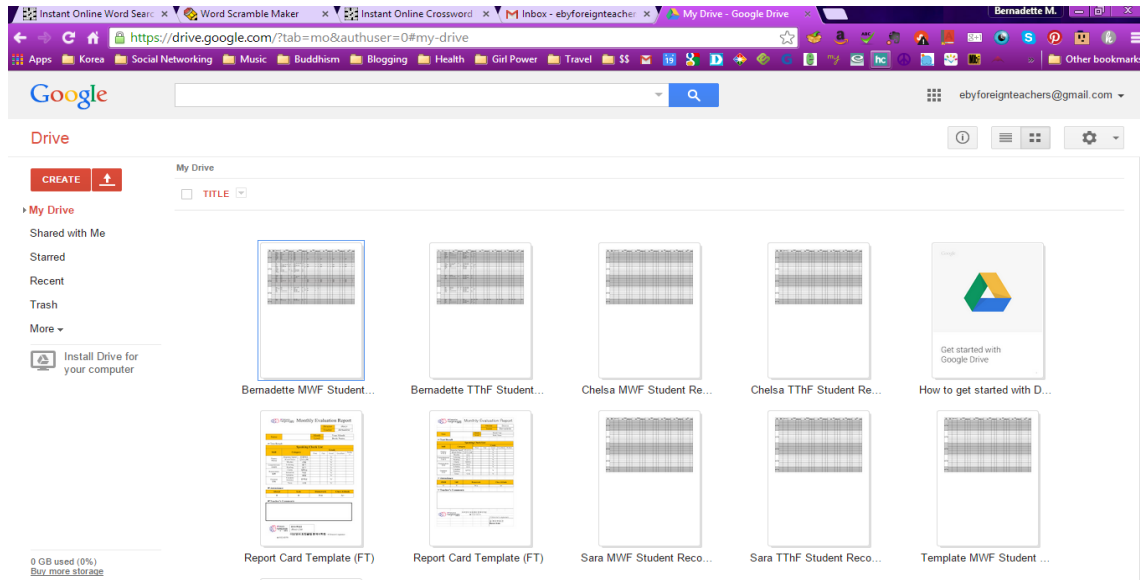 Instant Online Word Searc
Word Scramble Maker
Instant Online Crossword
Inbox - ebyforeignteacher
My Drive - Google Drive
Bernadette M.
https://drive.google.com/?tab=mo&authuser=0#my-drive
Apps Korea Social Networking Music Buddhism Blogging Health Girl Power Travel $$ Other bookmarks
Google
ebyforeignteachers@gmail.com
Drive
CREATE
My Drive
TITLE
My Drive
Shared with Me
Starred
Recent
Trash
More
Install Drive for
your computer
Get started with
Google Drive
Bernadette MWF Student... Bernadette TThF Student... Chelsa MWF Student Re... Chelsa TThF Student Re... How to get started with D...
Monthly Evaluation Report
Monthly Evaluation Report
Report Card Template (FT) Report Card Template (FT) Sara MWF Student Reco... Sara TThF Student Reco... Template MWF Student ...
0 GB used (0%)
Buy more storage